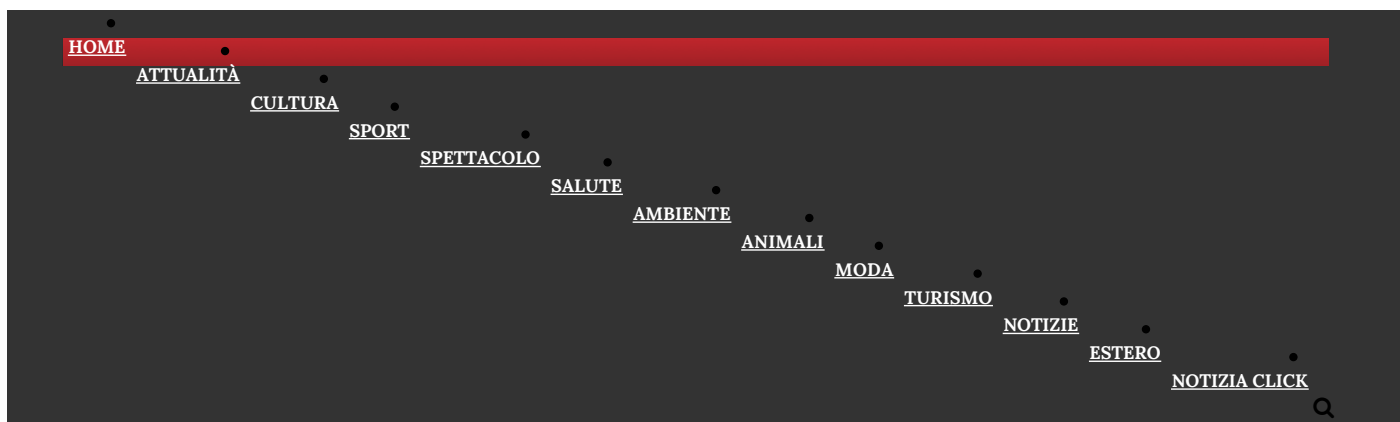 HOME
ATTUALITÀ
CULTURA
SPORT
SPETTACOLO
SALUTE
AMBIENTE
ANIMALI
MODA
TURISMO
NOTIZIE
ESTERO
NOTIZIA CLICK